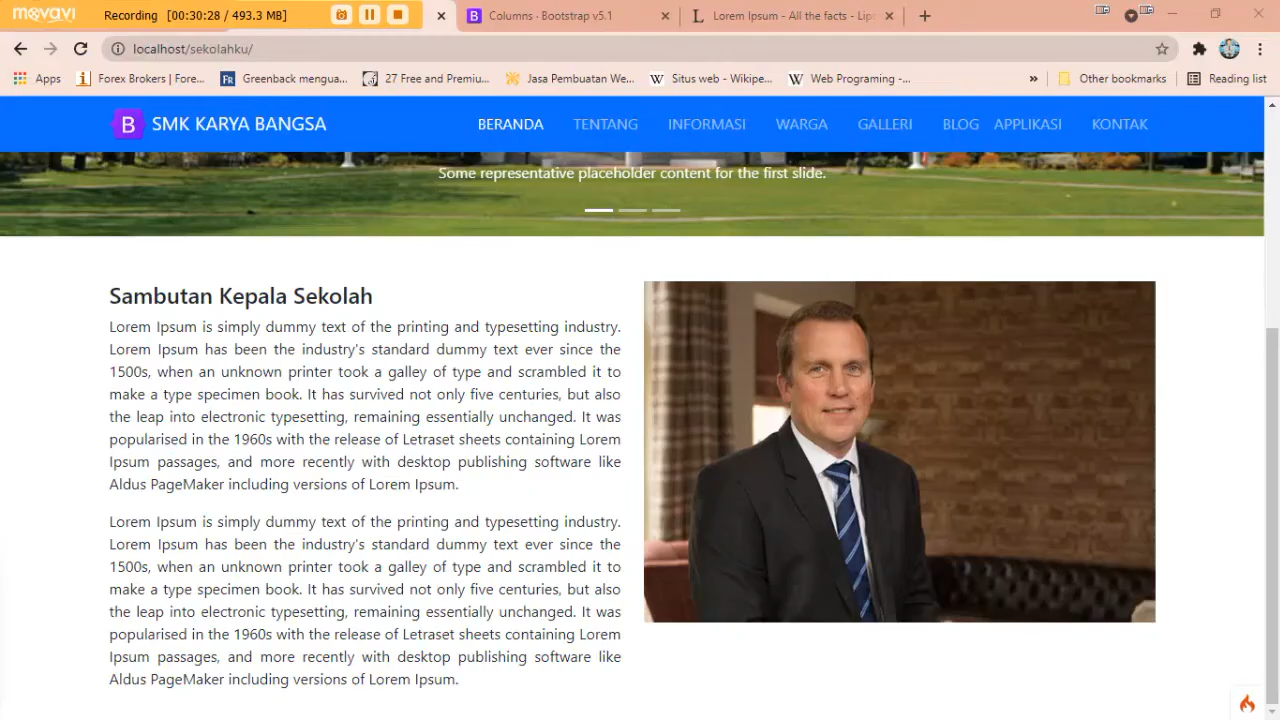 movavi Recording [00:30:28 / 493.3 MB]
Columns · Bootstrap v5.1
Lorem Ipsum - All the facts - Lip
localhost/sekolahku/
Apps
Forex Brokers | Fore...
FR Greenback mengua...
27 Free and Premiu...
Jasa Pembuatan We...
W Situs web - Wikipe...
W Web Programing -...
»
Other bookmarks
Reading list
B SMK KARYA BANGSA
BERANDA TENTANG INFORMASI WARGA GALLERI BLOG APPLIKASI KONTAK
Some representative placeholder content for the first slide.
Sambutan Kepala Sekolah
Lorem Ipsum is simply dummy text of the printing and typesetting industry.
Lorem Ipsum has been the industry's standard dummy text ever since the
1500s, when an unknown printer took a galley of type and scrambled it to
make a type specimen book. It has survived not only five centuries, but also
the leap into electronic typesetting, remaining essentially unchanged. It was
popularised in the 1960s with the release of Letraset sheets containing Lorem
Ipsum passages, and more recently with desktop publishing software like
Aldus PageMaker including versions of Lorem Ipsum.
Lorem Ipsum is simply dummy text of the printing and typesetting industry.
Lorem Ipsum has been the industry's standard dummy text ever since the
1500s, when an unknown printer took a galley of type and scrambled it to
make a type specimen book. It has survived not only five centuries, but also
the leap into electronic typesetting, remaining essentially unchanged. It was
popularised in the 1960s with the release of Letraset sheets containing Lorem
Ipsum passages, and more recently with desktop publishing software like
Aldus PageMaker including versions of Lorem Ipsum.